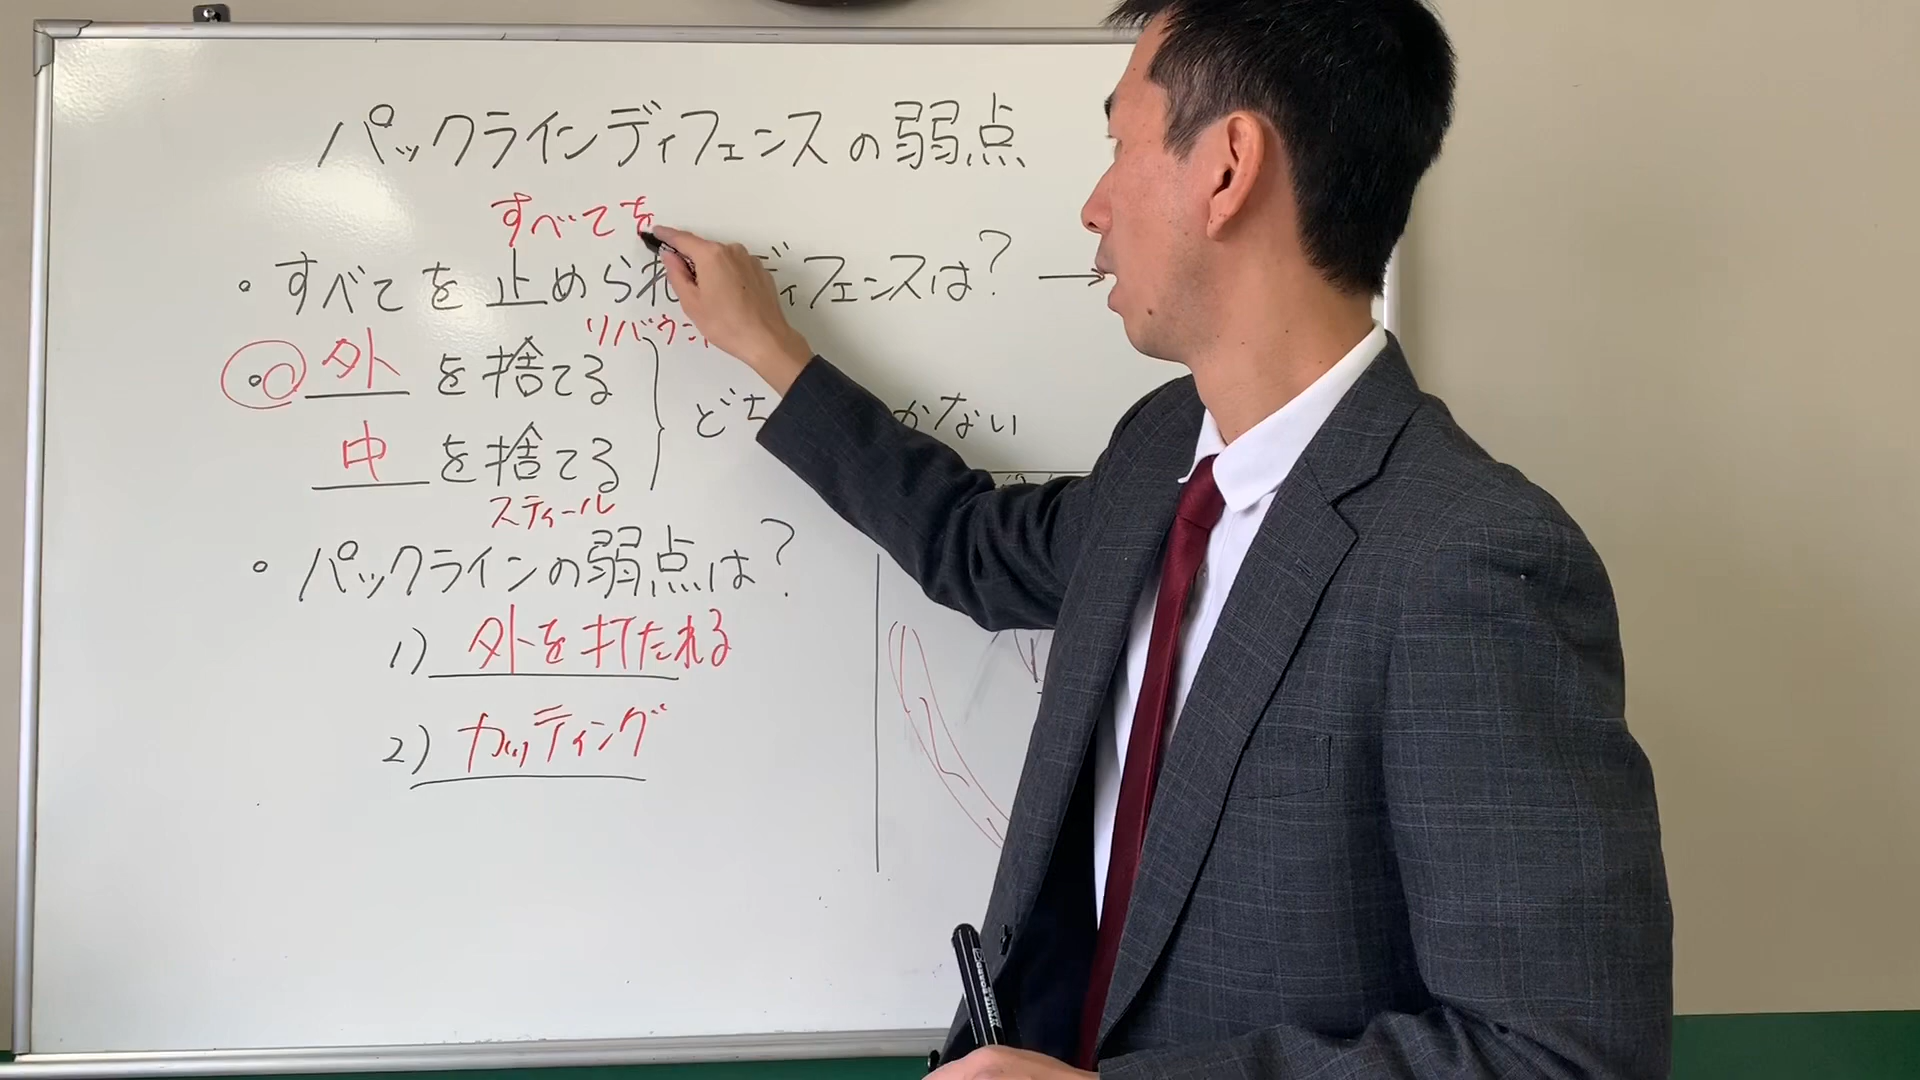 パックラインディフェンスの弱点
すべてを
・すべてを止められ ディフェンスは？→
リバウン
・外を捨てる
中を捨てる
ど かない
スティール
・パックラインの弱点は？
1) 外を打たれる
2) カッティング